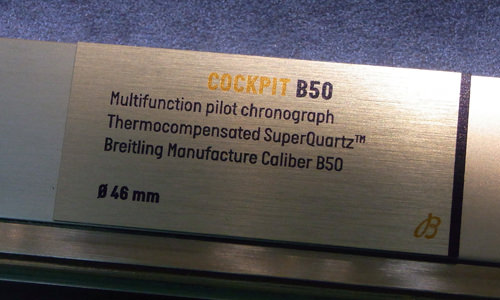 COCKPIT B50
Multifunction pilot chronograph
Thermocompensated SuperQuartz™
Breitling Manufacture Caliber B50
Ø 46 mm
B